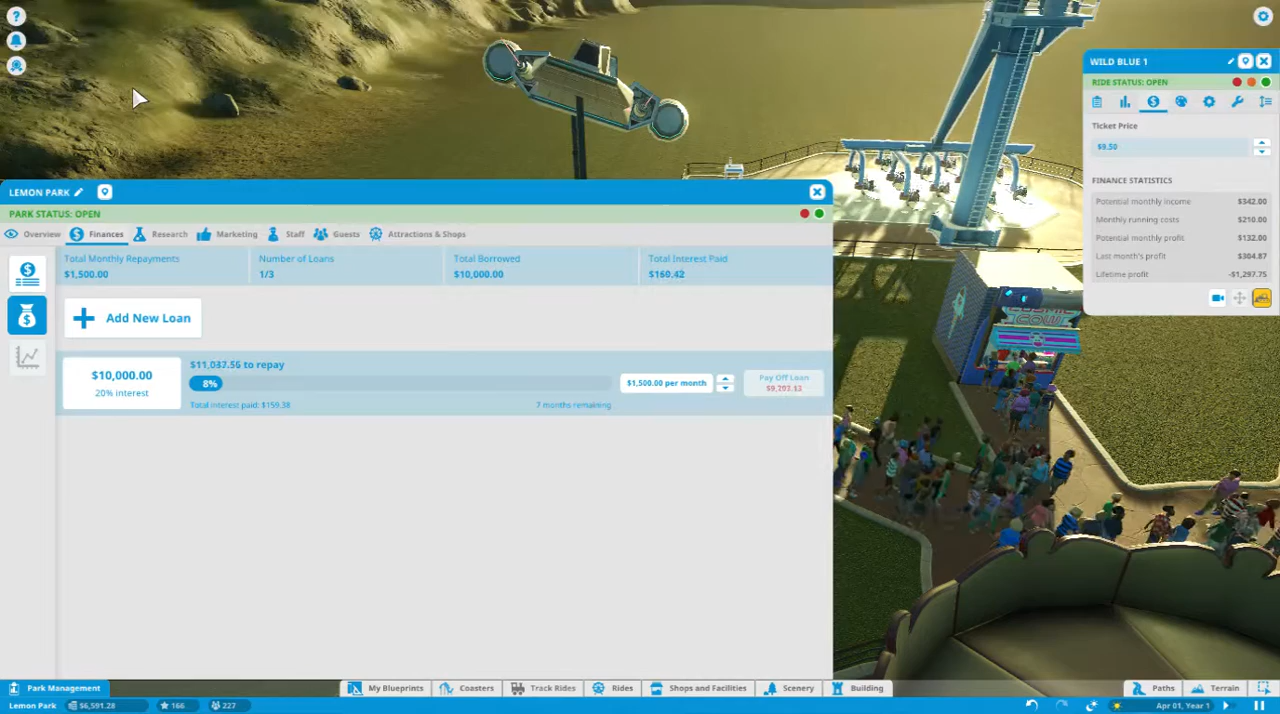 WILD BLUE 1
RIDE STATUS: OPEN
Ticket Price
$9.50
FINANCE STATISTICS
Potential monthly income $342.00
Monthly running costs $210.00
Potential monthly profit $132.00
Last month's profit $304.87
Lifetime profit -$1,297.75
LEMON PARK
PARK STATUS: OPEN
Overview Finances Research Marketing Staff Guests Attractions & Shops
Total Monthly Repayments Number of Loans Total Borrowed Total Interest Paid
$1,500.00 1/3 $10,000.00 $160.42
Add New Loan
$10,000.00
20% interest
$11,037.56 to repay
8%
Total interest paid: $159.38
7 months remaining
$1,500.00 per month
Pay Off Loan
COSMIC
COW
Park Management My Blueprints Coasters Track Rides Rides Shops and Facilities Scenery Building Paths Terrain
Lemon Park $6,591.28 166 227 Apr 01, Year 1